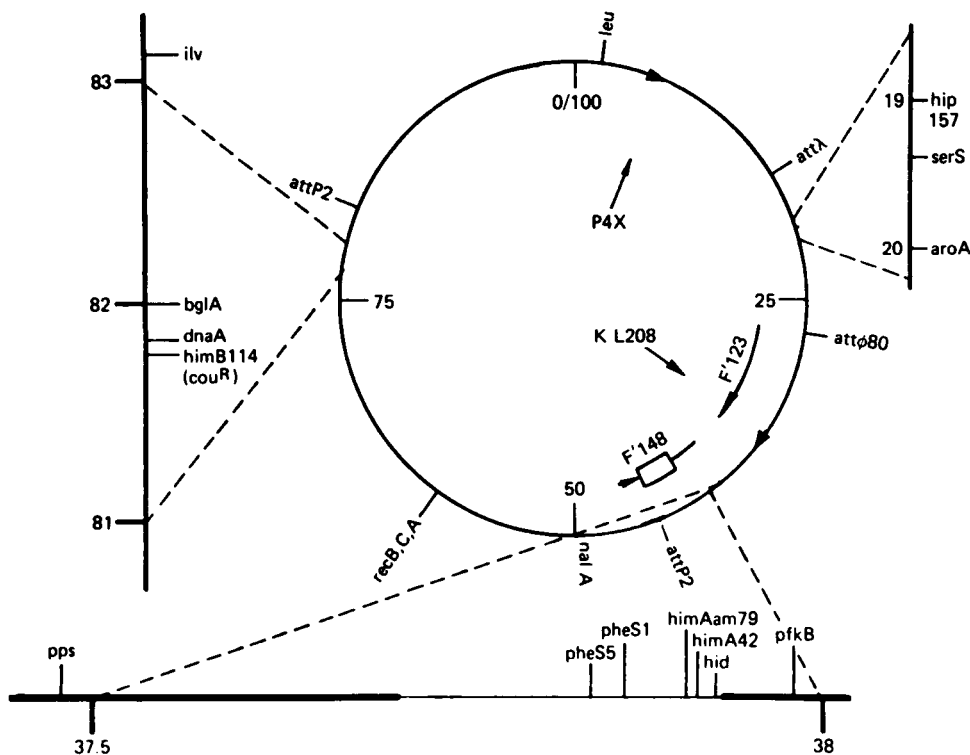 ilv
83
82
bglA
dnaA
himB114
(couᴿ)
81
leu
0/100
attλ
attP2
P4X
75
25
attφ80
K L208
F'123
F'148
50
nal A
attP2
recB,C,A
19
hip
157
serS
20
aroA
pps
pheS5
pheS1
himAam79
himA42
hid
pfkB
37.5
38